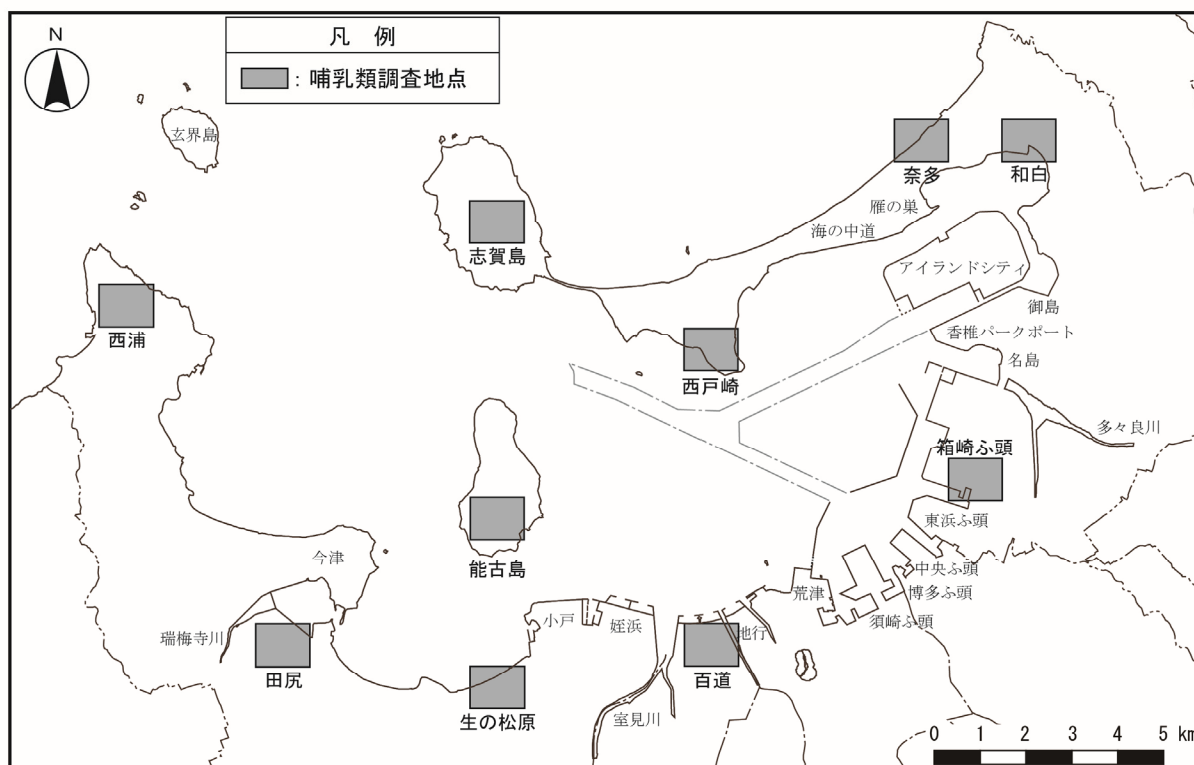 N
凡 例
: 哺乳類調査地点
玄界島
奈多
和白
雁の巣
海の中道
志賀島
アイランドシティ
御島
西浦
香椎パークポート
名島
西戸崎
多々良川
箱崎ふ頭
東浜ふ頭
今津
能古島
中央ふ頭
荒津
博多ふ頭
小戸
姪浜
須崎ふ頭
瑞梅寺川
地行
田尻
百道
生の松原
室見川
0 1 2 3 4 5 km